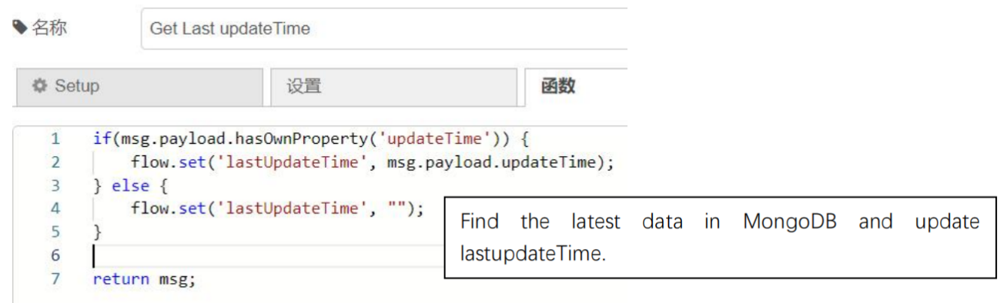 名称 Get Last updateTime
Setup 设置 函数
1 if(msg.payload.hasOwnProperty('updateTime')) {
2 flow.set('lastUpdateTime', msg.payload.updateTime);
3 } else {
4 flow.set('lastUpdateTime', "");
5 }
6
7 return msg;
Find the latest data in MongoDB and update
lastupdateTime.